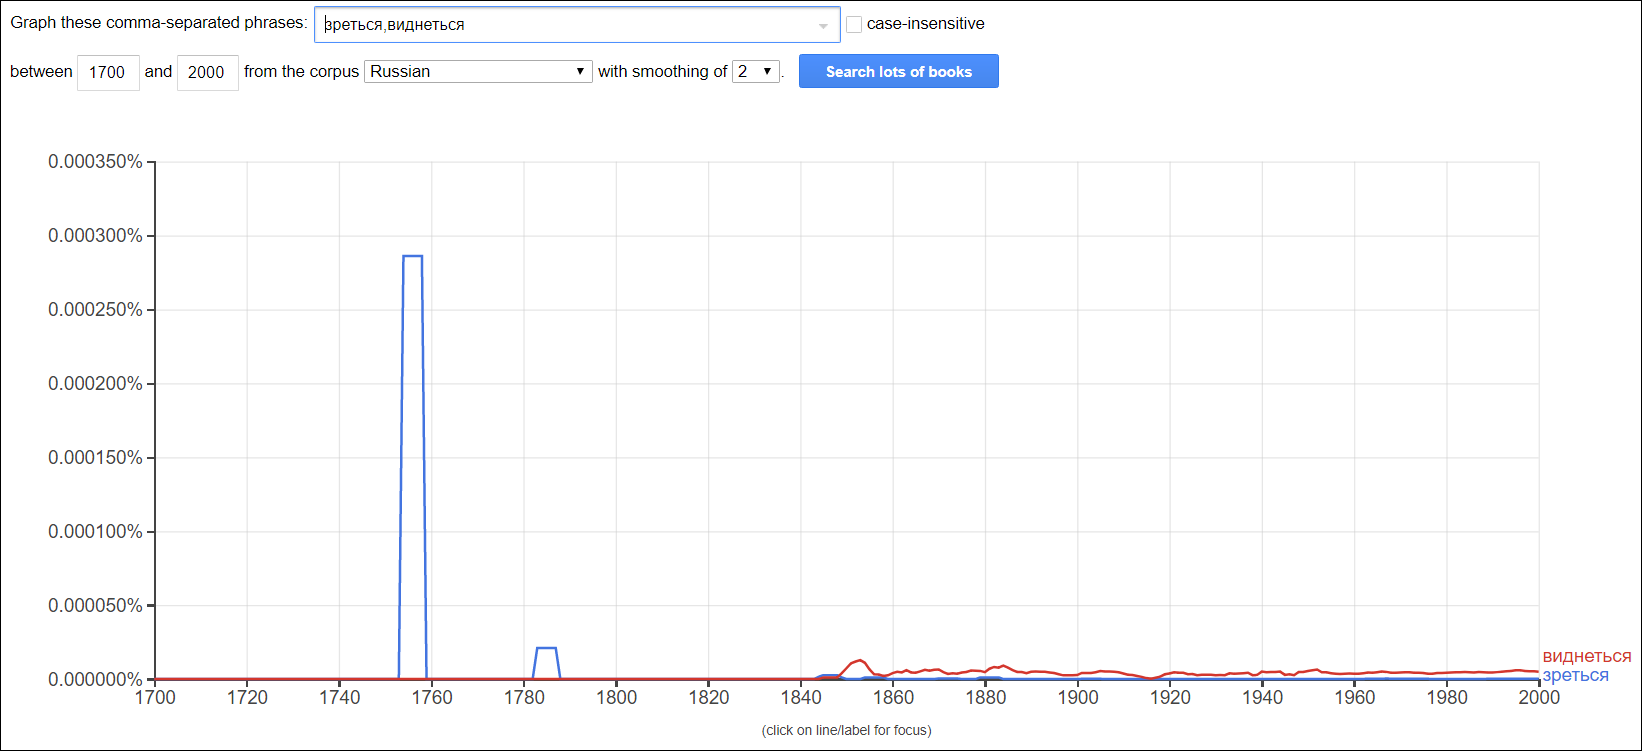 Graph these comma-separated phrases: зреться,виднеться case-insensitive
between 1700 and 2000 from the corpus Russian with smoothing of 2 . Search lots of books
0.000350%
0.000300%
0.000250%
0.000200%
0.000150%
0.000100%
0.000050%
0.000000%
виднеться
зреться
1700 1720 1740 1760 1780 1800 1820 1840 1860 1880 1900 1920 1940 1960 1980 2000
(click on line/label for focus)